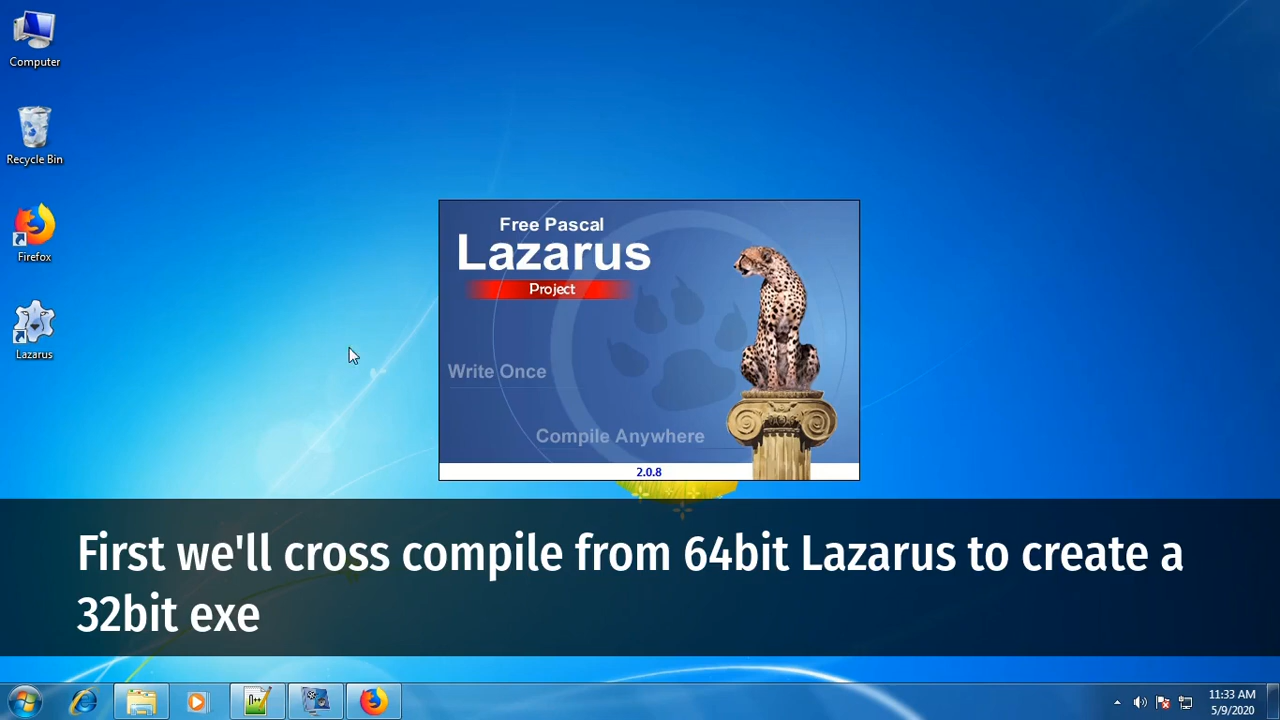 Computer
Recycle Bin
Firefox
Lazarus
Free Pascal
Lazarus
Project
Write Once
Compile Anywhere
2.0.8
First we'll cross compile from 64bit Lazarus to create a
32bit exe
11:33 AM
5/9/2020